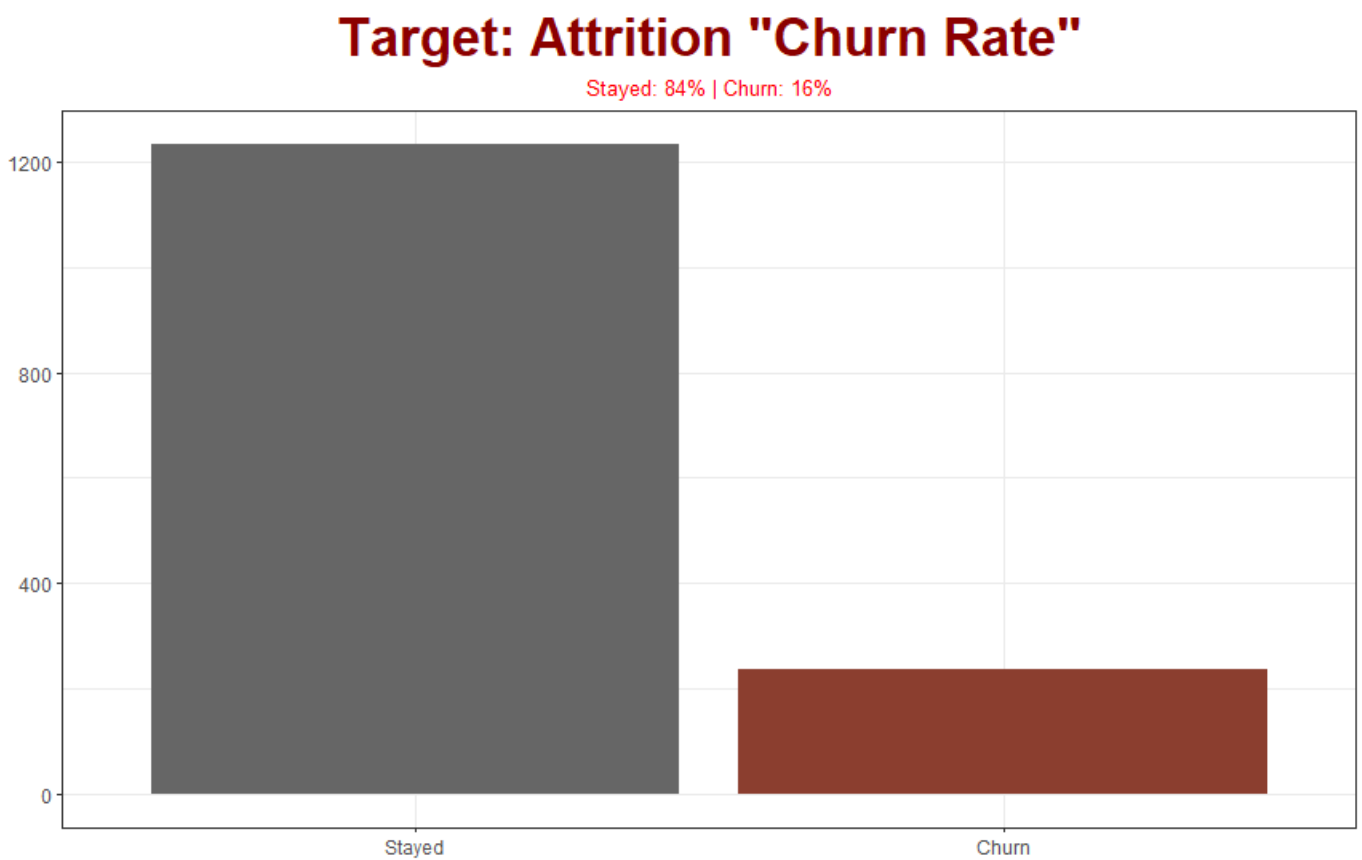 Target: Attrition "Churn Rate"
Stayed: 84% | Churn: 16%
1200
800
400
0
Stayed Churn